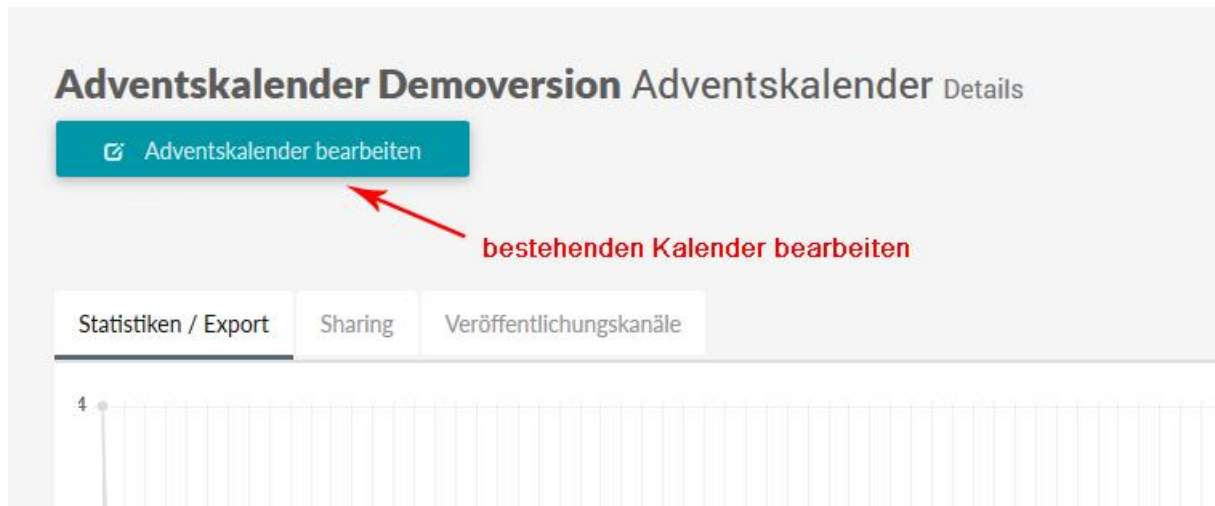 Adventskalender Demoversion Adventskalender Details
Adventskalender bearbeiten
bestehenden Kalender bearbeiten
Statistiken / Export Sharing Veröffentlichungskanäle
4